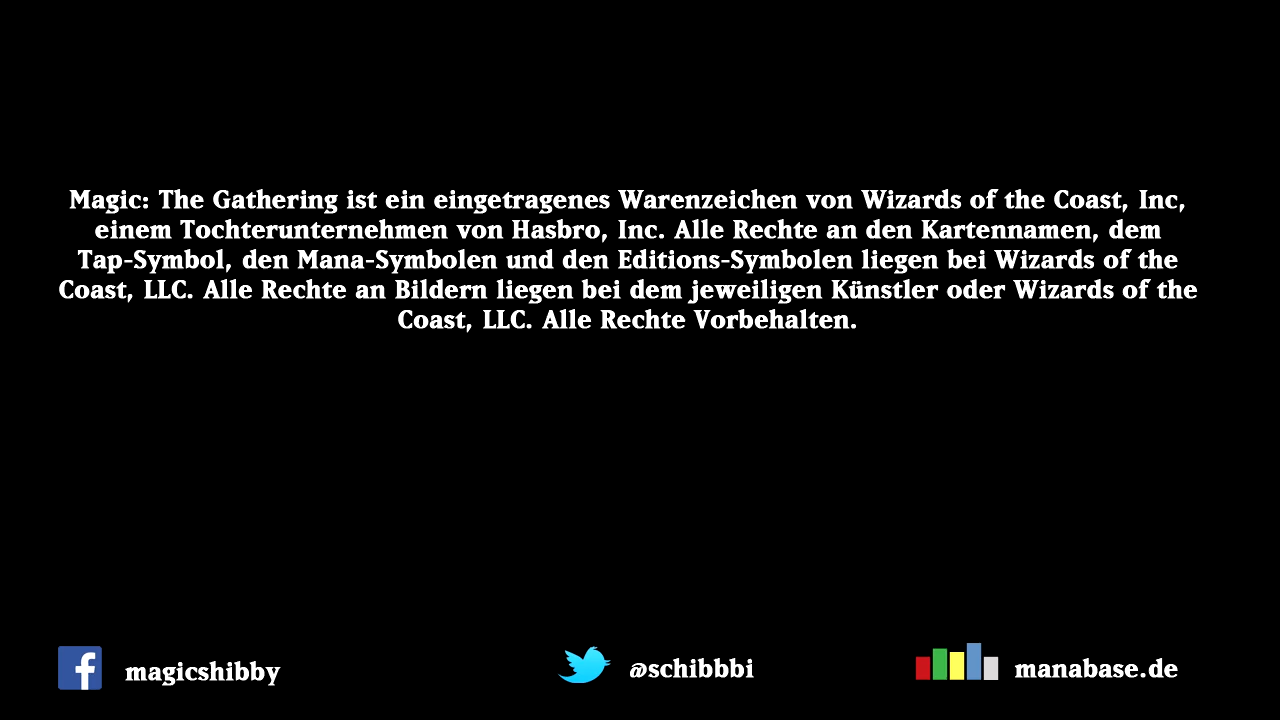 Magic: The Gathering ist ein eingetragenes Warenzeichen von Wizards of the Coast, Inc,
einem Tochterunternehmen von Hasbro, Inc. Alle Rechte an den Kartennamen, dem
Tap-Symbol, den Mana-Symbolen und den Editions-Symbolen liegen bei Wizards of the
Coast, LLC. Alle Rechte an Bildern liegen bei dem jeweiligen Künstler oder Wizards of the
Coast, LLC. Alle Rechte Vorbehalten.
magicshibby
@schibbbi
manabase.de